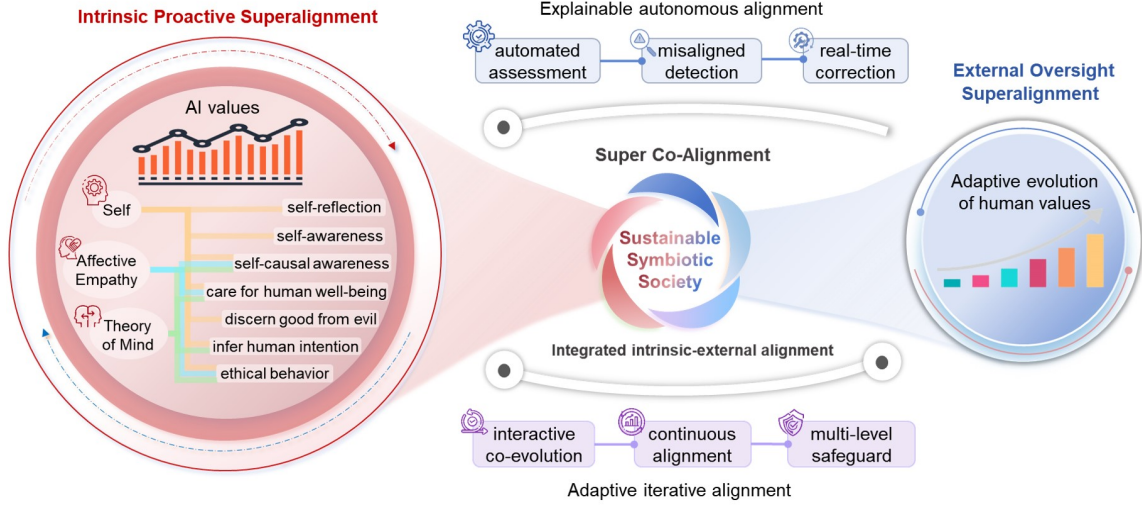 Intrinsic Proactive Superalignment
AI values
Self
Affective
Empathy
Theory
of Mind
self-reflection
self-awareness
self-causal awareness
care for human well-being
discern good from evil
infer human intention
ethical behavior
Explainable autonomous alignment
automated
assessment
misaligned
detection
real-time
correction
Super Co-Alignment
Sustainable
Symbiotic
Society
Integrated intrinsic-external alignment
interactive
co-evolution
continuous
alignment
multi-level
safeguard
Adaptive iterative alignment
External Oversight
Superalignment
Adaptive evolution
of human values